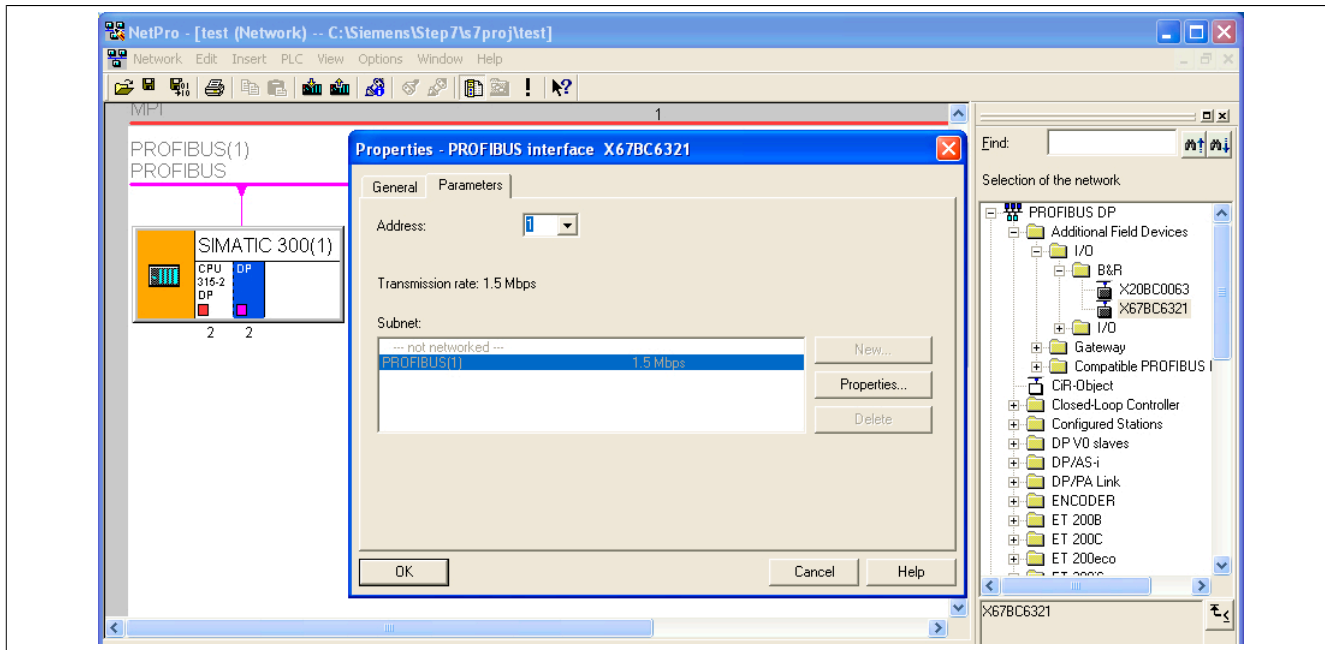 NetPro - [test (Network) -- C:\Siemens\Step7\s7proj\test]
Network Edit Insert PLC View Options Window Help
MPI
1
PROFIBUS(1)
PROFIBUS
SIMATIC 300(1)
CPU
315-2
DP
DP
2 2
Properties - PROFIBUS interface X67BC6321
General Parameters
Address: 1
Transmission rate: 1.5 Mbps
Subnet:
--- not networked ---
PROFIBUS(1) 1.5 Mbps
New...
Properties...
Delete
OK Cancel Help
Find:
Selection of the network
PROFIBUS DP
Additional Field Devices
I/O
B&R
X20BC0063
X67BC6321
I/O
Gateway
Compatible PROFIBUS
CiR-Object
Closed-Loop Controller
Configured Stations
DP V0 slaves
DP/AS-i
DP/PA Link
ENCODER
ET 200B
ET 200C
ET 200eco
X67BC6321